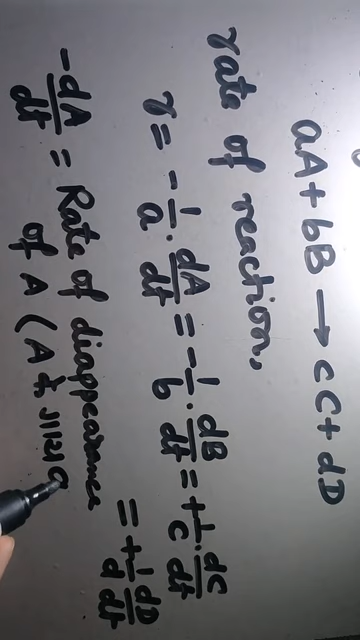 aA + bB → cC + dD
rate of reaction.
r = -1/a . dA/dt = -1/b . dB/dt = +1/c . dC/dt
= +1/d dD/dt
-dA/dt = Rate of diappearance
of A (A